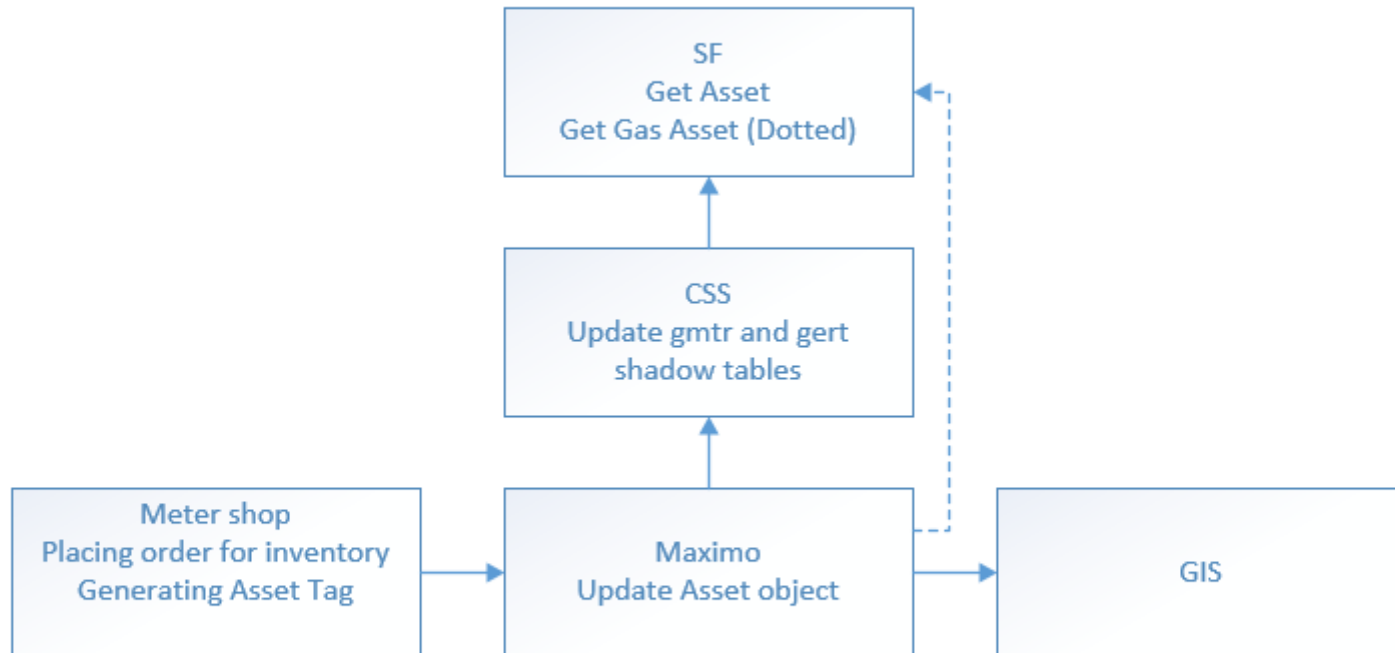 SF
Get Asset
Get Gas Asset (Dotted)
CSS
Update gmtr and gert
shadow tables
Meter shop
Placing order for inventory
Generating Asset Tag
Maximo
Update Asset object
GIS